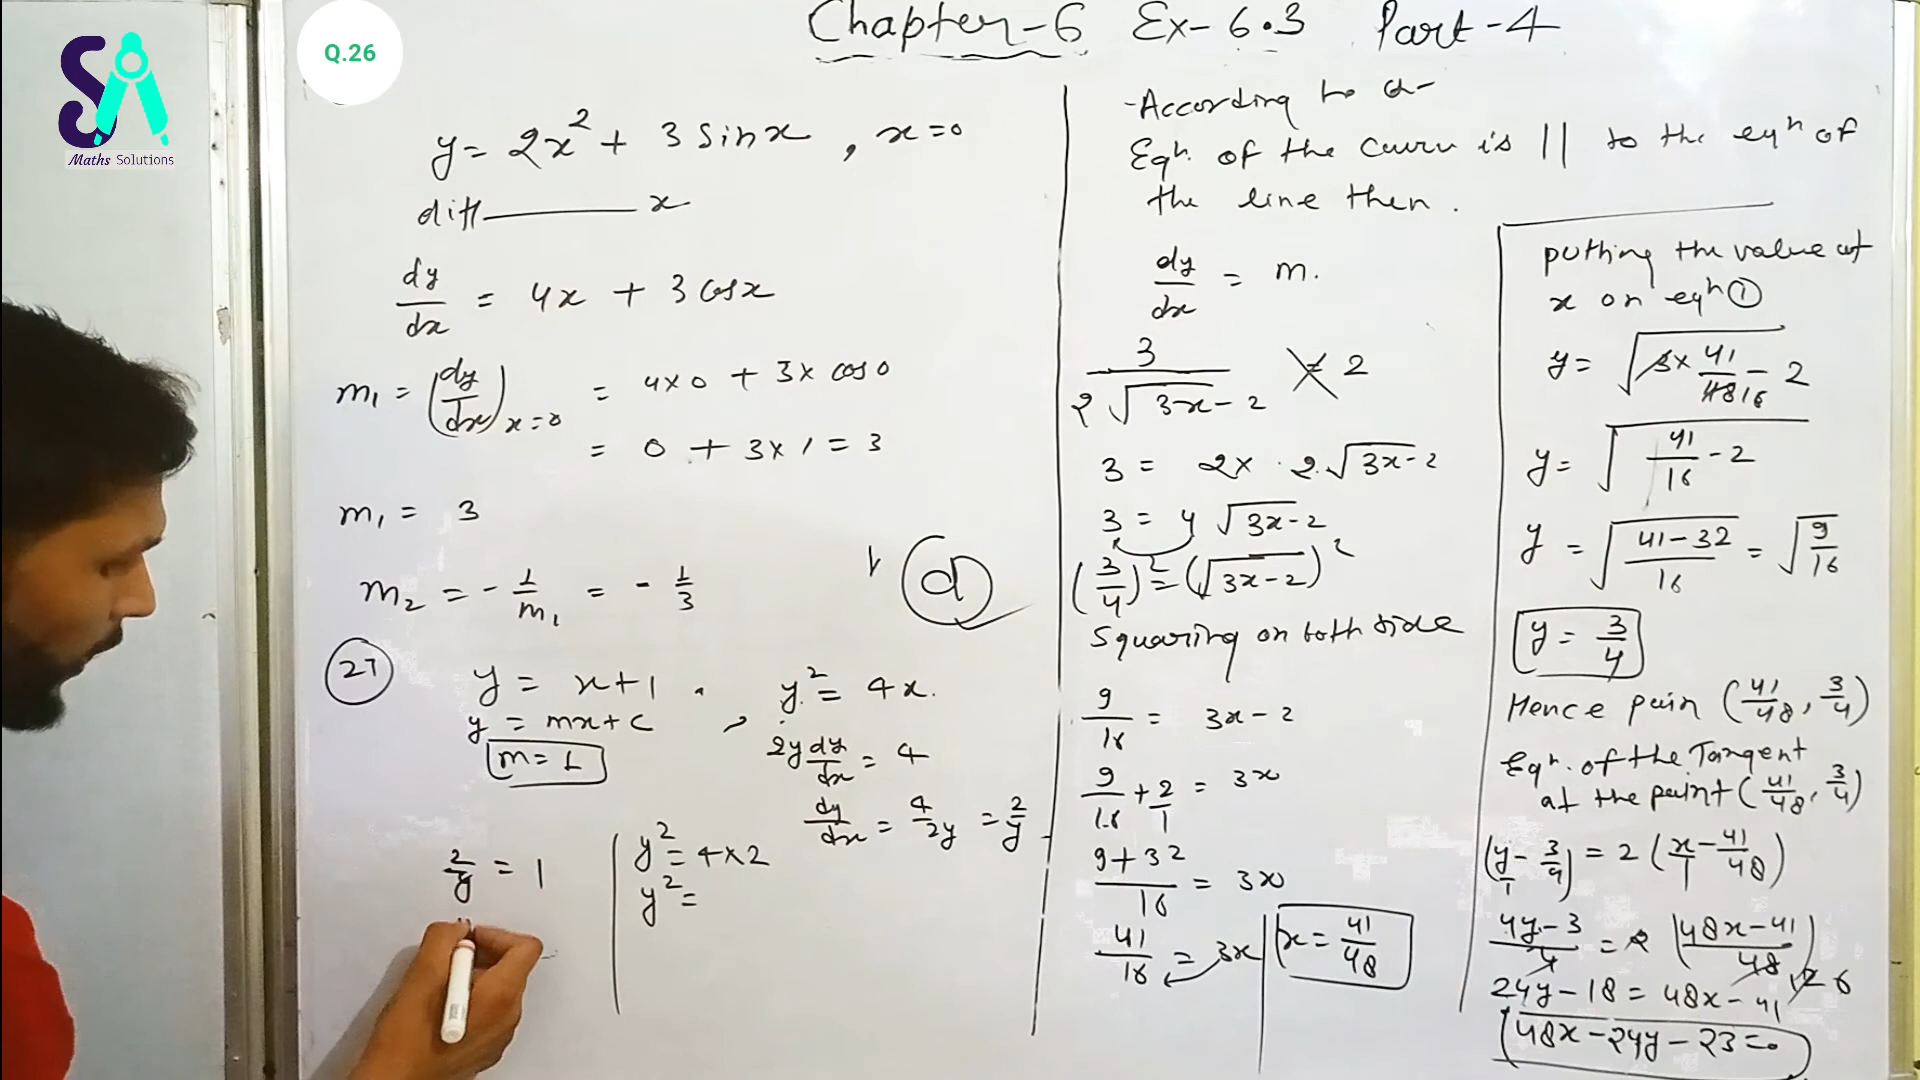 Chapter-6 Ex-6.3 Part-4
SA
Maths Solutions
Q.26
y = 2x² + 3 sinx , x = 0
diff x
dy/dx = 4x + 3 cosx
m₁ = (dy/dx)x=0 = 4×0 + 3× cos0
= 0 + 3×1 = 3
m₁ = 3
m₂ = -1/m₁ = -1/3
d
27
y = x+1 , y² = 4x.
y = mx+c
m = 1
2y dy/dx = 4
dy/dx = 4/2y = 2/y
2/y = 1
y² = 4×2
y² =
According to Q-
Eqⁿ. of the curv is || to the eqⁿ of
the line then.
dy/dx = m.
3/2√3x-2 = 2
3 = 2× 2√3x-2
3 = 4 √3x-2
(3/4)² = (√3x-2)²
Squaring on both side
9/16 = 3x-2
9/16 + 2/1 = 3x
9+32/16 = 3x
41/16 = 3x
x = 41/48
putting the value of
x on eqⁿ ①
y = √3× 41/48 16 - 2
y = √41/16 - 2
y = √41-32/16 = √9/16
y = 3/4
Hence poin (41/48, 3/4)
Eqⁿ. of the Tangent
at the point (41/48, 3/4)
(y/1 - 3/4) = 2 (x/1 - 41/48)
4y-3/4 = 2 (48x-41/48)
24y-18 = 48x-41
48x-24y-23=0